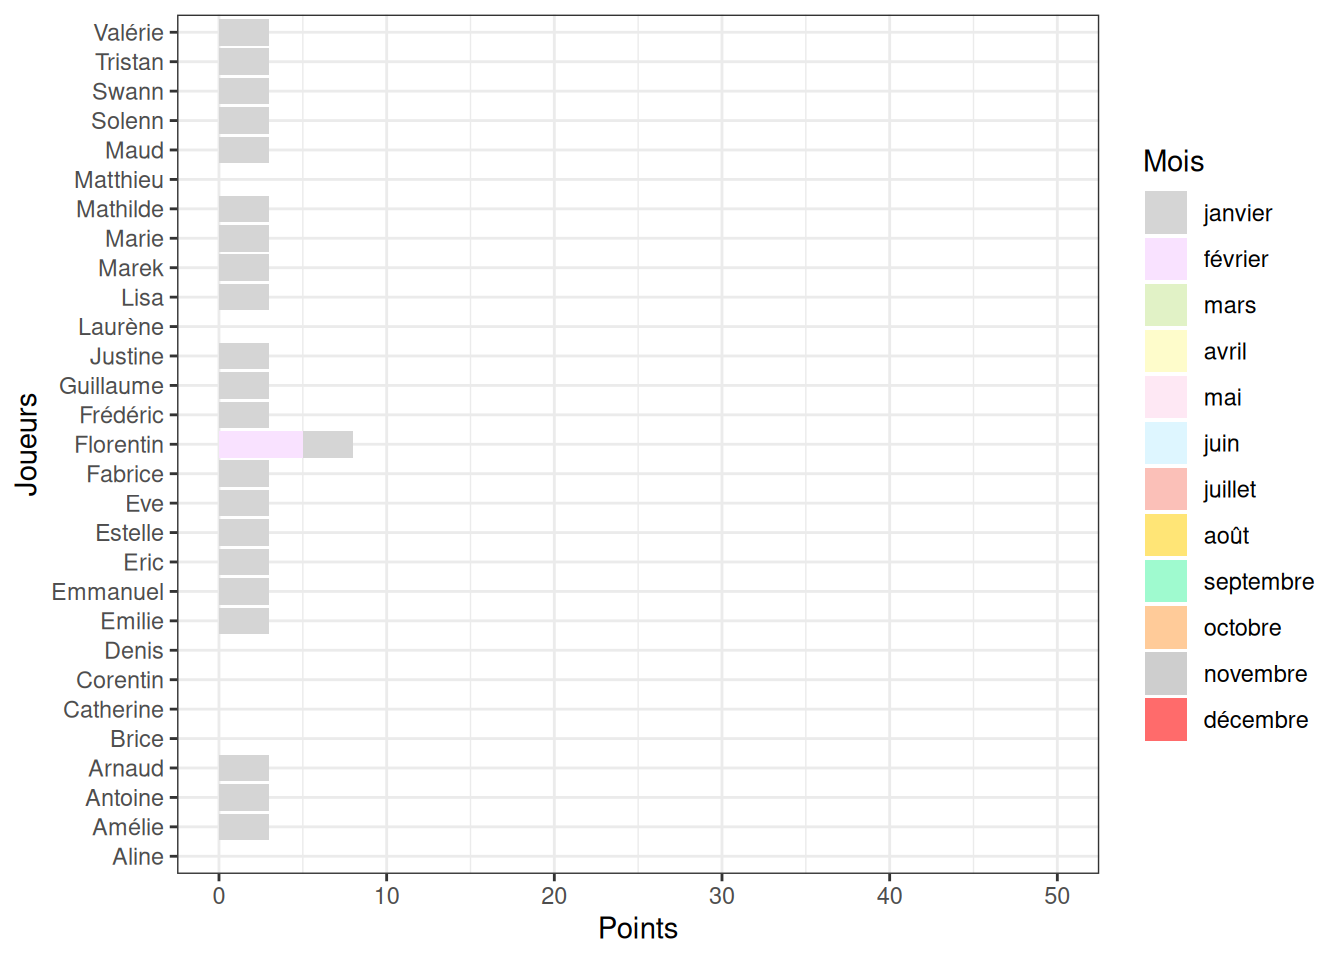 Joueurs
Valérie
Tristan
Swann
Solenn
Maud
Matthieu
Mathilde
Marie
Marek
Lisa
Laurène
Justine
Guillaume
Frédéric
Florentin
Fabrice
Eve
Estelle
Eric
Emmanuel
Emilie
Denis
Corentin
Catherine
Brice
Arnaud
Antoine
Amélie
Aline
0 10 20 30 40 50
Points
Mois
janvier
février
mars
avril
mai
juin
juillet
août
septembre
octobre
novembre
décembre